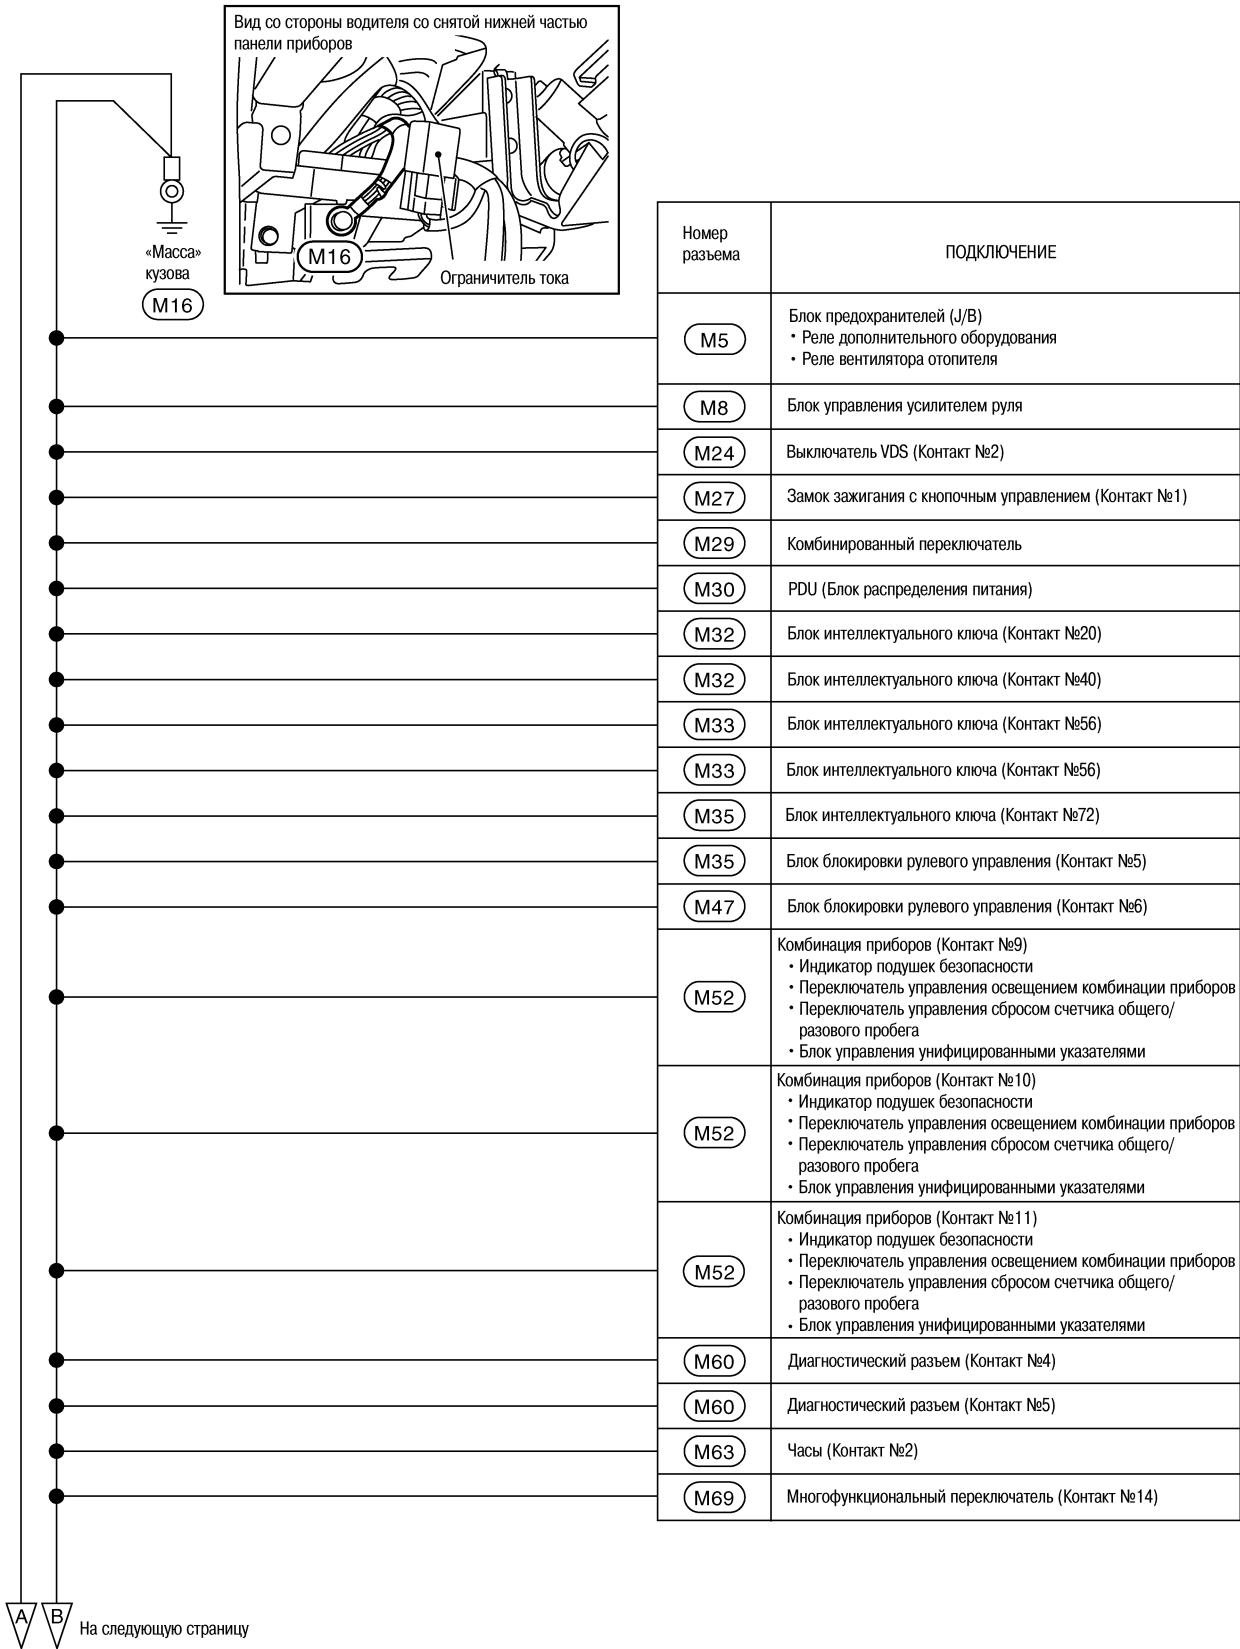 Вид со стороны водителя со снятой нижней частью
панели приборов
M16
Ограничитель тока
«Масса»
кузова
M16
Номер
разъема
ПОДКЛЮЧЕНИЕ
M5
Блок предохранителей (J/B)
• Реле дополнительного оборудования
• Реле вентилятора отопителя
M8 Блок управления усилителем руля
M24 Выключатель VDS (Контакт №2)
M27 Замок зажигания с кнопочным управлением (Контакт №1)
M29 Комбинированный переключатель
M30 PDU (Блок распределения питания)
M32 Блок интеллектуального ключа (Контакт №20)
M32 Блок интеллектуального ключа (Контакт №40)
M33 Блок интеллектуального ключа (Контакт №56)
M33 Блок интеллектуального ключа (Контакт №56)
M35 Блок интеллектуального ключа (Контакт №72)
M35 Блок блокировки рулевого управления (Контакт №5)
M47 Блок блокировки рулевого управления (Контакт №6)
M52
Комбинация приборов (Контакт №9)
• Индикатор подушек безопасности
• Переключатель управления освещением комбинации приборов
• Переключатель управления сбросом счетчика общего/
разового пробега
• Блок управления унифицированными указателями
M52
Комбинация приборов (Контакт №10)
• Индикатор подушек безопасности
• Переключатель управления освещением комбинации приборов
• Переключатель управления сбросом счетчика общего/
разового пробега
• Блок управления унифицированными указателями
M52
Комбинация приборов (Контакт №11)
• Индикатор подушек безопасности
• Переключатель управления освещением комбинации приборов
• Переключатель управления сбросом счетчика общего/
разового пробега
• Блок управления унифицированными указателями
M60 Диагностический разъем (Контакт №4)
M60 Диагностический разъем (Контакт №5)
M63 Часы (Контакт №2)
M69 Многофункциональный переключатель (Контакт №14)
A B На следующую страницу